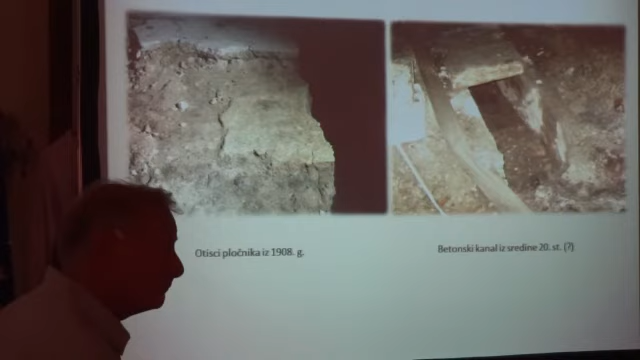 Otisci pločnika iz 1908. g.
Betonski kanal iz sredine 20. st. (?)